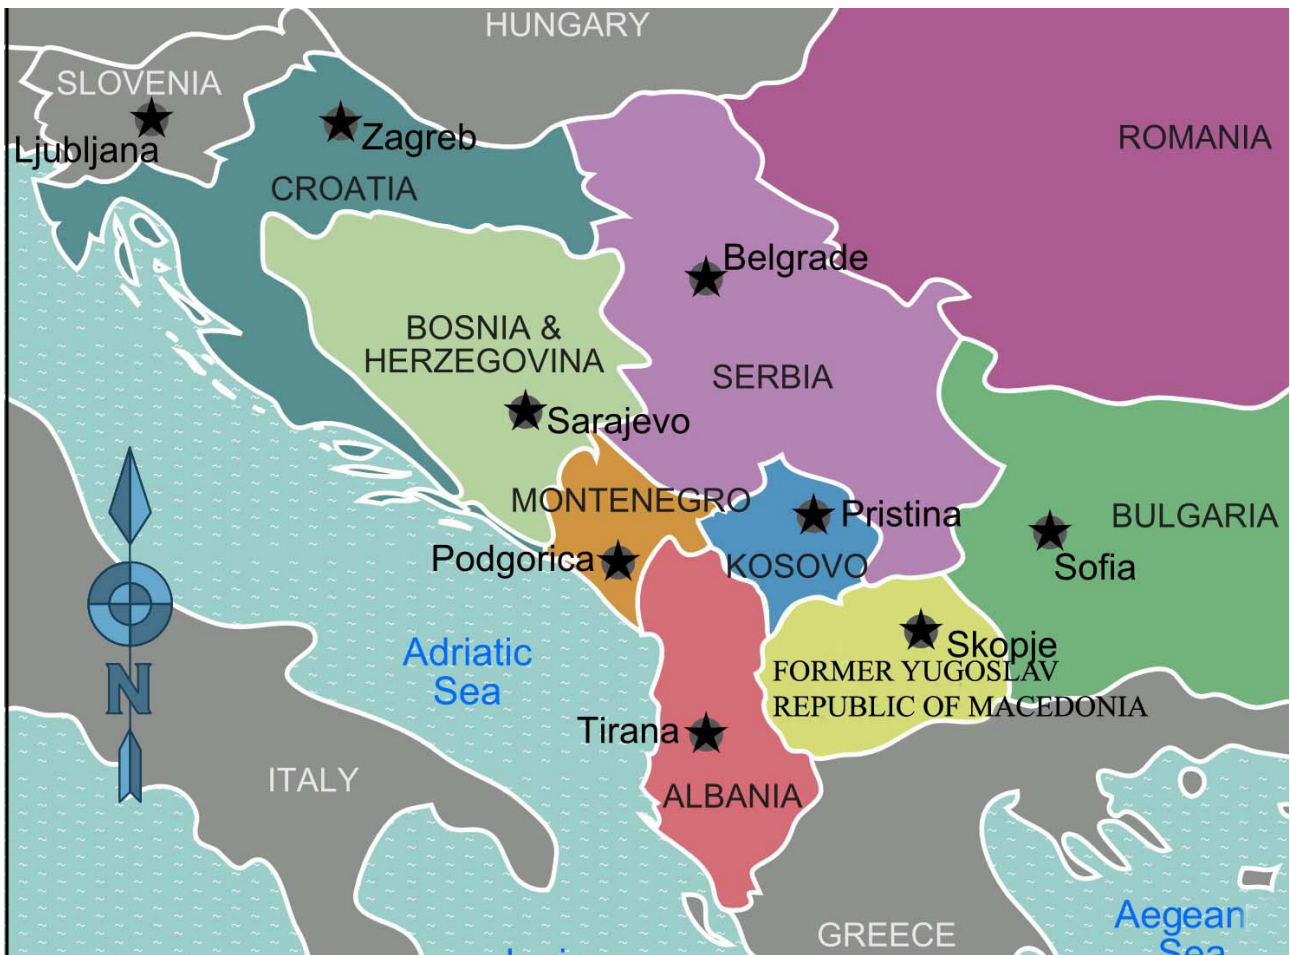 HUNGARY
SLOVENIA
Ljubljana
Zagreb
CROATIA
ROMANIA
Belgrade
BOSNIA &
HERZEGOVINA
SERBIA
Sarajevo
MONTENEGRO
Pristina
BULGARIA
Podgorica
KOSOVO
Sofia
Adriatic
Sea
Skopje
FORMER YUGOSLAV
REPUBLIC OF MACEDONIA
N
Tirana
ITALY
ALBANIA
GREECE
Aegean
Sea